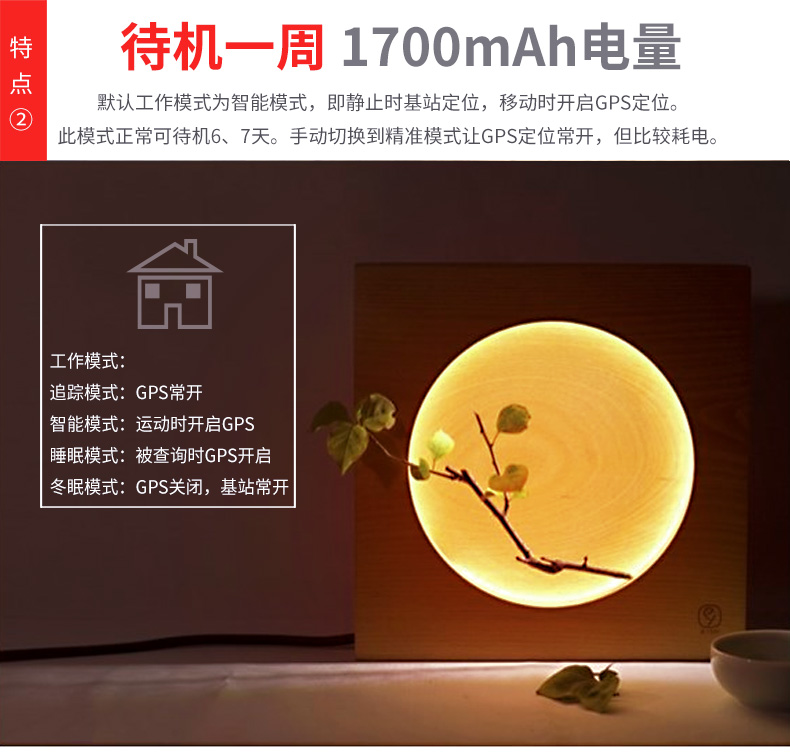 特点②
待机一周 1700mAh电量
默认工作模式为智能模式，即静止时基站定位，移动时开启GPS定位。
此模式正常可待机6、7天。手动切换到精准模式让GPS定位常开，但比较耗电。
工作模式：
追踪模式：GPS常开
智能模式：运动时开启GPS
睡眠模式：被查询时GPS开启
冬眠模式：GPS关闭，基站常开